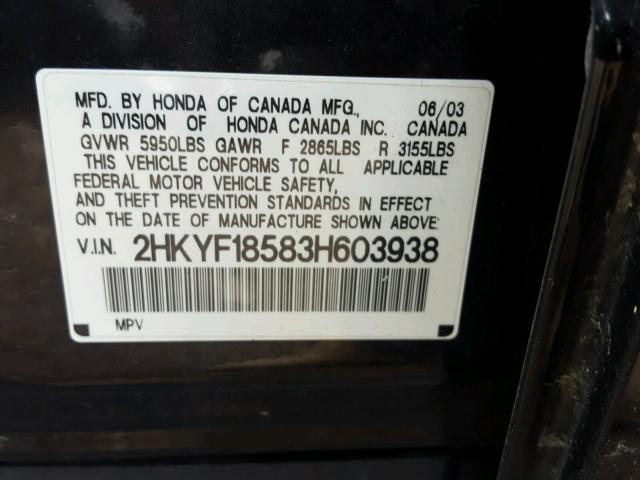 MFD. BY HONDA OF CANADA MFG., 06/03
A DIVISION OF HONDA CANADA INC. CANADA
GVWR 5950LBS GAWR F 2865LBS R 3155LBS
THIS VEHICLE CONFORMS TO ALL APPLICABLE
FEDERAL MOTOR VEHICLE SAFETY,
AND THEFT PREVENTION STANDARDS IN EFFECT
ON THE DATE OF MANUFACTURE SHOWN ABOVE.
V.I.N. 2HKYF18583H603938
MPV